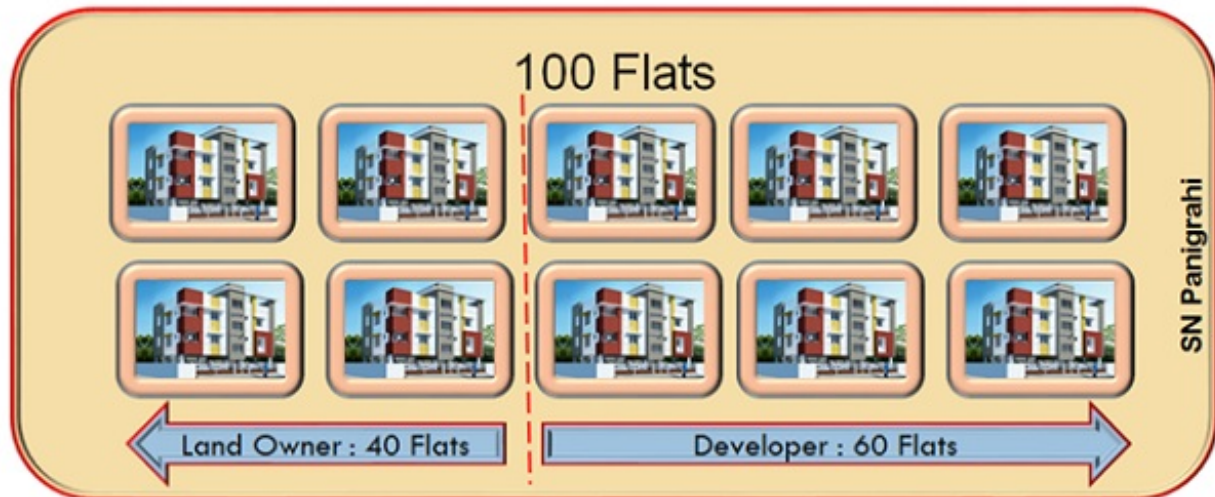 100 Flats
SN Panigrahi
Land Owner : 40 Flats
Developer : 60 Flats